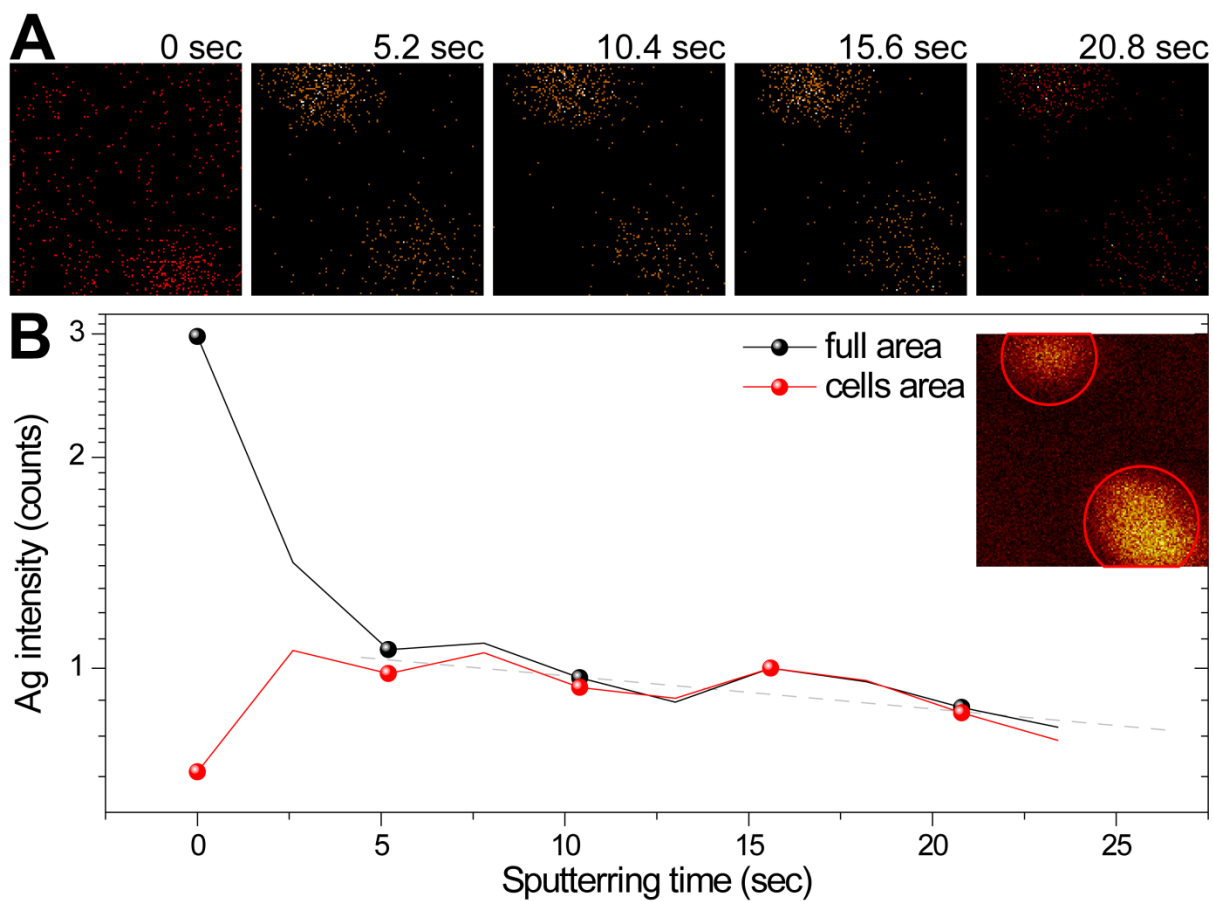 A
0 sec
5.2 sec
10.4 sec
15.6 sec
20.8 sec
B
full area
cells area
3
2
1
Ag intensity (counts)
0
5
10
15
20
25
Sputterring time (sec)